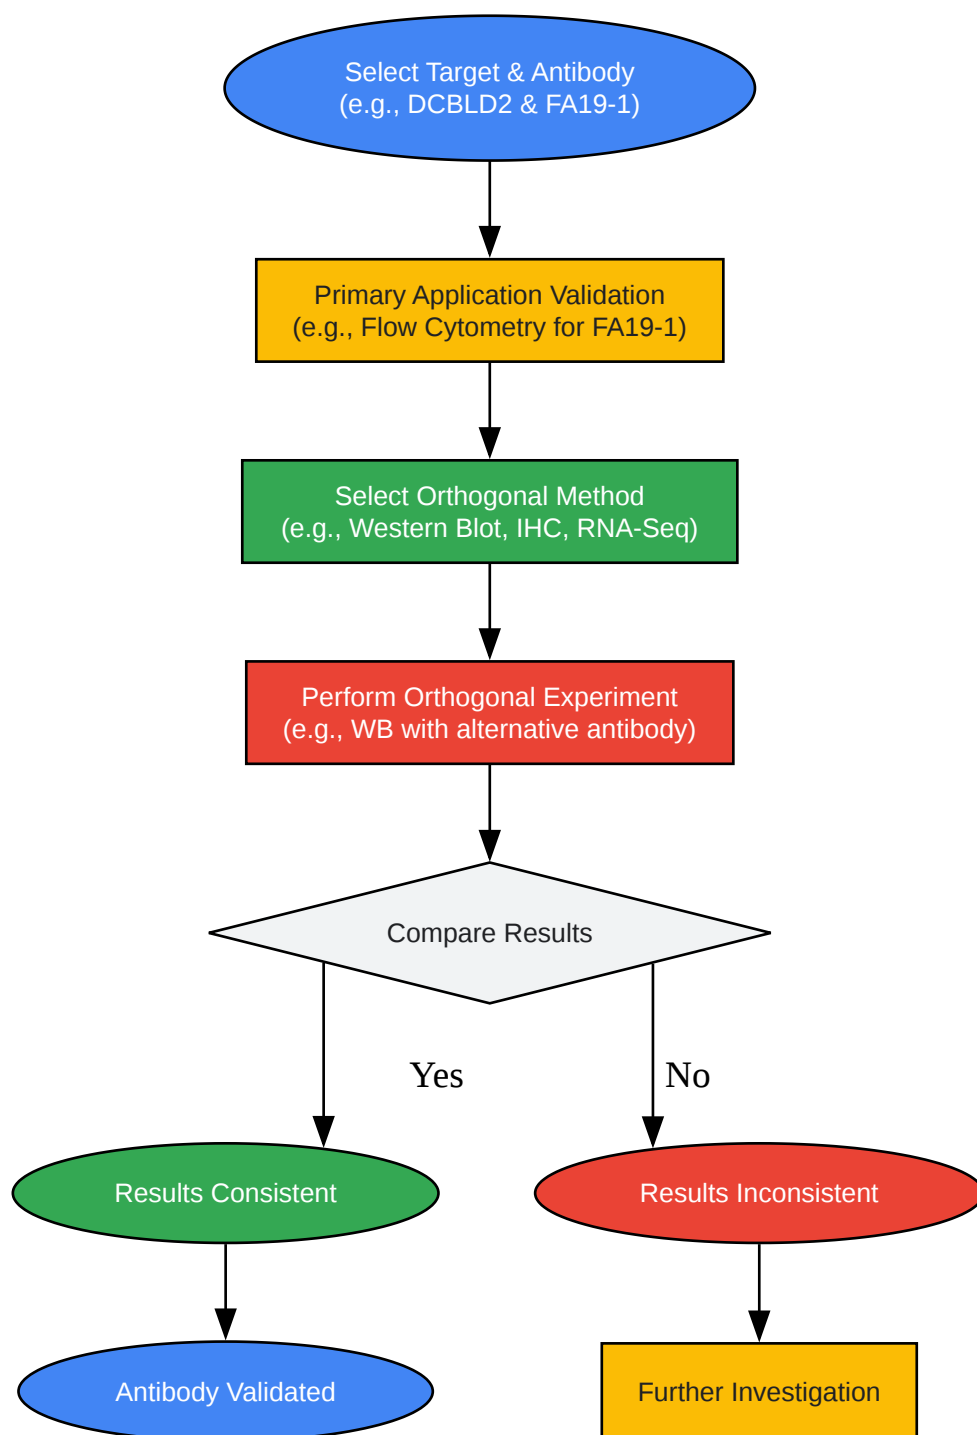 Select Target & Antibody
(e.g., DCBLD2 & FA19-1)
Primary Application Validation
(e.g., Flow Cytometry for FA19-1)
Select Orthogonal Method
(e.g., Western Blot, IHC, RNA-Seq)
Perform Orthogonal Experiment
(e.g., WB with alternative antibody)
Compare Results
Yes
No
Results Consistent
Results Inconsistent
Antibody Validated
Further Investigation